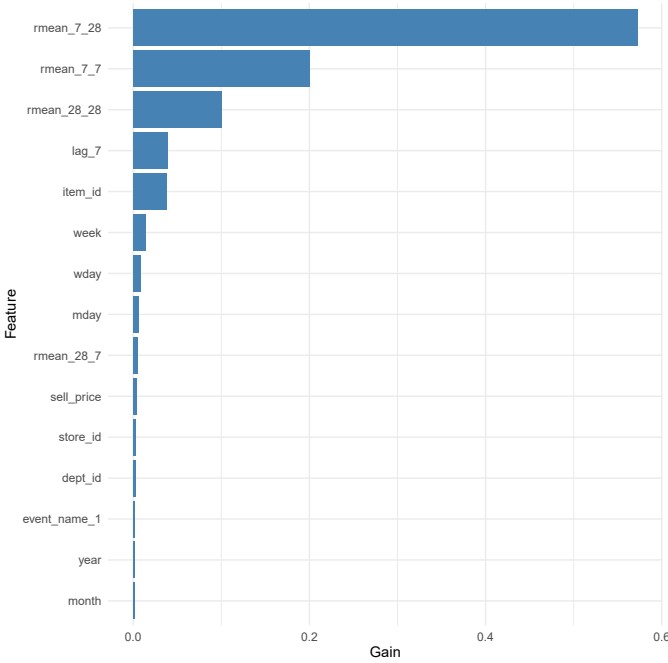 rmean_7_28
rmean_7_7
rmean_28_28
lag_7
item_id
week
wday
mday
rmean_28_7
sell_price
store_id
dept_id
event_name_1
year
month
Feature
0.0 0.2 0.4 0.6
Gain